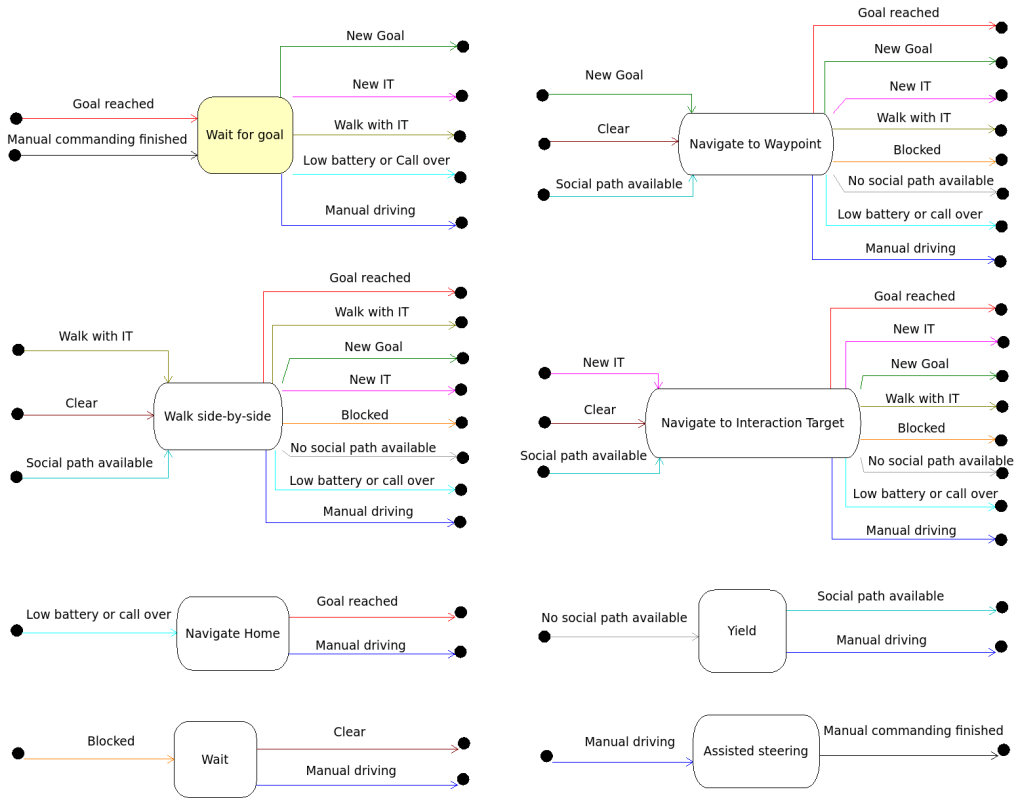 New Goal
New IT
Goal reached
Walk with IT
Manual commanding finished
Wait for goal
Low battery or Call over
Manual driving
Goal reached
New Goal
New Goal
New IT
Walk with IT
Clear
Navigate to Waypoint
Blocked
Social path available
No social path available
Low battery or call over
Manual driving
Goal reached
Walk with IT
Walk with IT
New Goal
New IT
Clear
Walk side-by-side
Blocked
No social path available
Social path available
Low battery or call over
Manual driving
Goal reached
New IT
New IT
New Goal
Walk with IT
Clear
Navigate to Interaction Target
Blocked
Social path available
No social path available
Low battery or call over
Manual driving
Low battery or call over
Goal reached
Navigate Home
Manual driving
Social path available
No social path available
Yield
Manual driving
Blocked
Clear
Wait
Manual driving
Manual driving
Manual commanding finished
Assisted steering